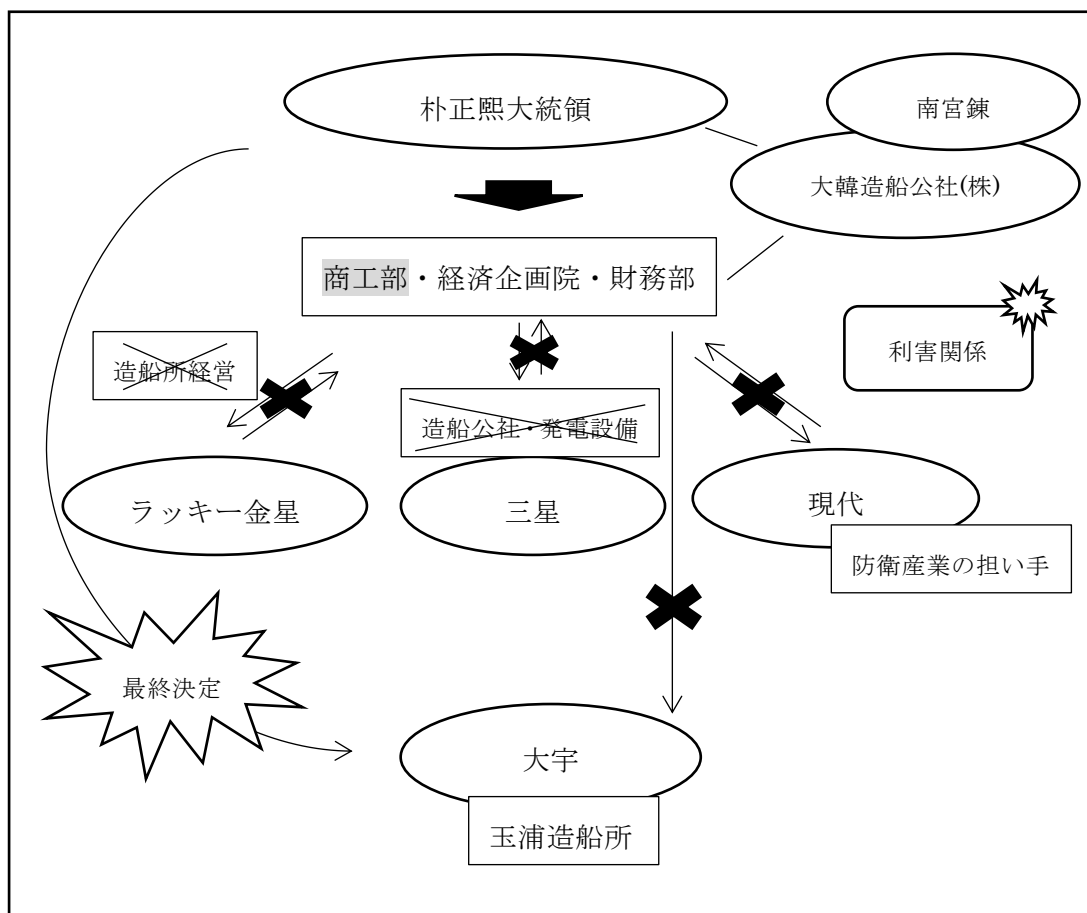 朴正熙大統領
南宮錬
大韓造船公社(株)
商工部・経済企画院・財務部
利害関係
造船所経営
造船公社・発電設備
ラッキー金星
三星
現代
防衛産業の担い手
最終決定
大宇
玉浦造船所